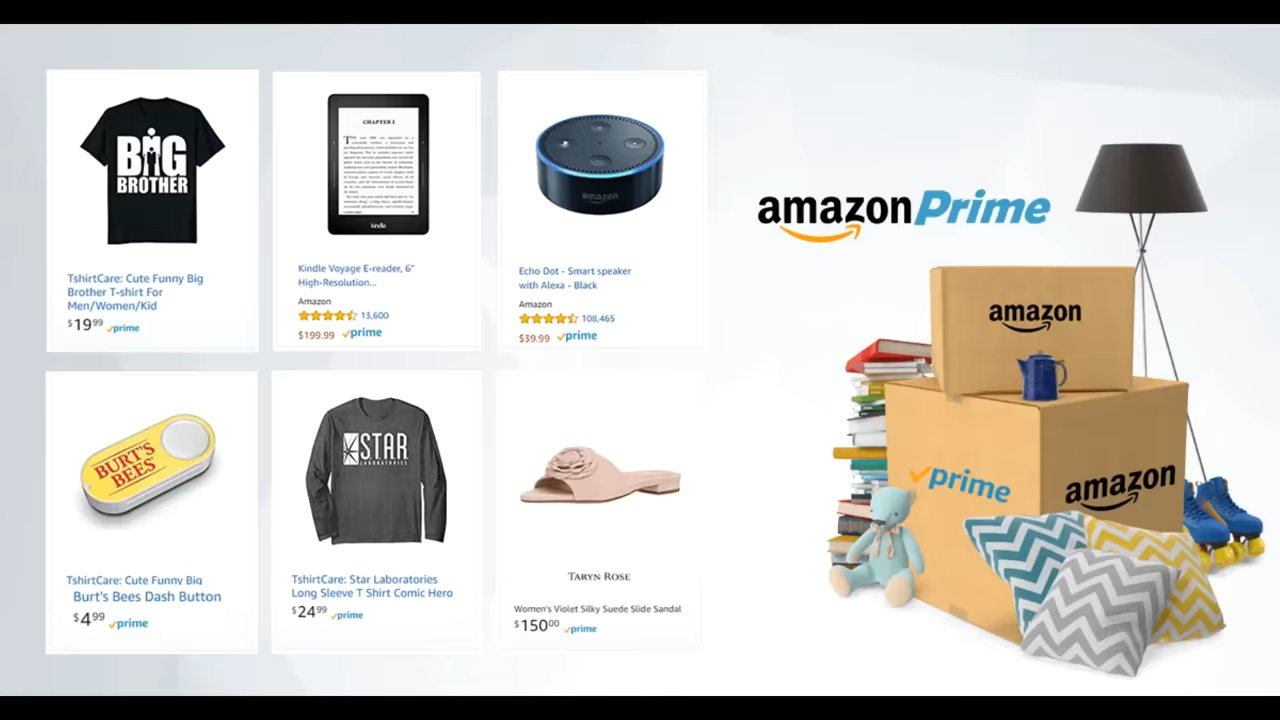 BIG
BROTHER
TshirtCare: Cute Funny Big
Brother T-shirt For
Men/Women/Kid
$19.99 prime
CHAPTER I
kindle
Kindle Voyage E-reader, 6"
High-Resolution...
Amazon
13,600
$199.99 prime
amazon
Echo Dot - Smart speaker
with Alexa - Black
Amazon
108,465
$39.99 prime
BURT'S
BEES
TshirtCare: Cute Funny Big
Burt's Bees Dash Button
$4.99 prime
STAR
LABORATORIES
TshirtCare: Star Laboratories
Long Sleeve T Shirt Comic Hero
$24.99 prime
TARYN ROSE
Women's Violet Silky Suede Slide Sandal
$150.00 prime
amazonPrime
amazon
prime
amazon